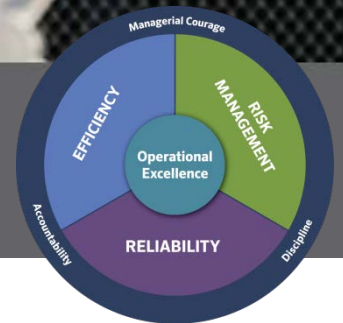 Managerial Courage
EFFICIENCY
RISK
MANAGEMENT
Operational
Excellence
RELIABILITY
Accountability
Discipline